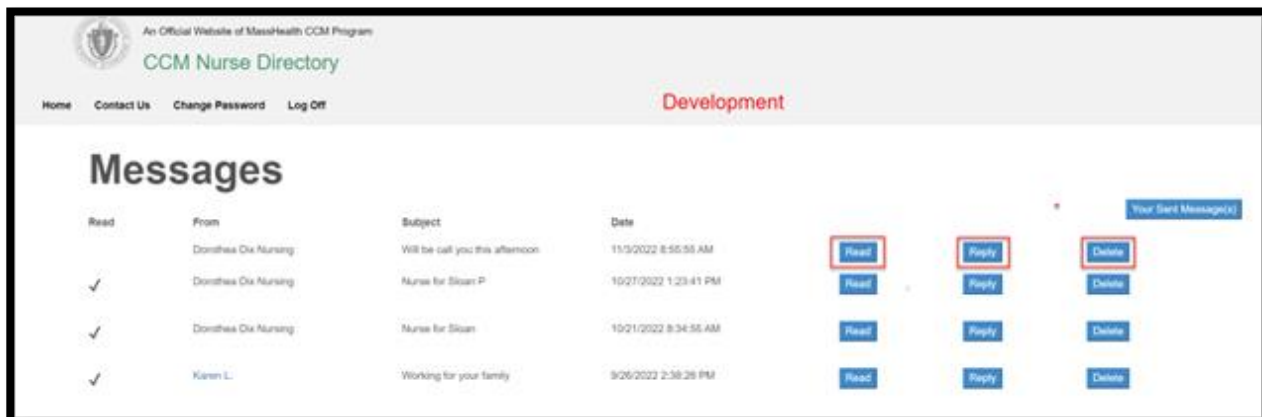 An Official Website of MassHealth CCM Program
CCM Nurse Directory
Home Contact Us Change Password Log Off
Development
Messages
* Your Sent Message(s)
Read From Subject Date
Dorothea Dix Nursing Will be call you this afternoon 11/3/2022 8:55:55 AM Read Reply Delete
✓ Dorothea Dix Nursing Nurse for Sloan P 10/27/2022 1:23:41 PM Read Reply Delete
✓ Dorothea Dix Nursing Nurse for Sloan 10/21/2022 8:34:55 AM Read Reply Delete
✓ Karen L. Working for your family 9/26/2022 2:38:26 PM Read Reply Delete